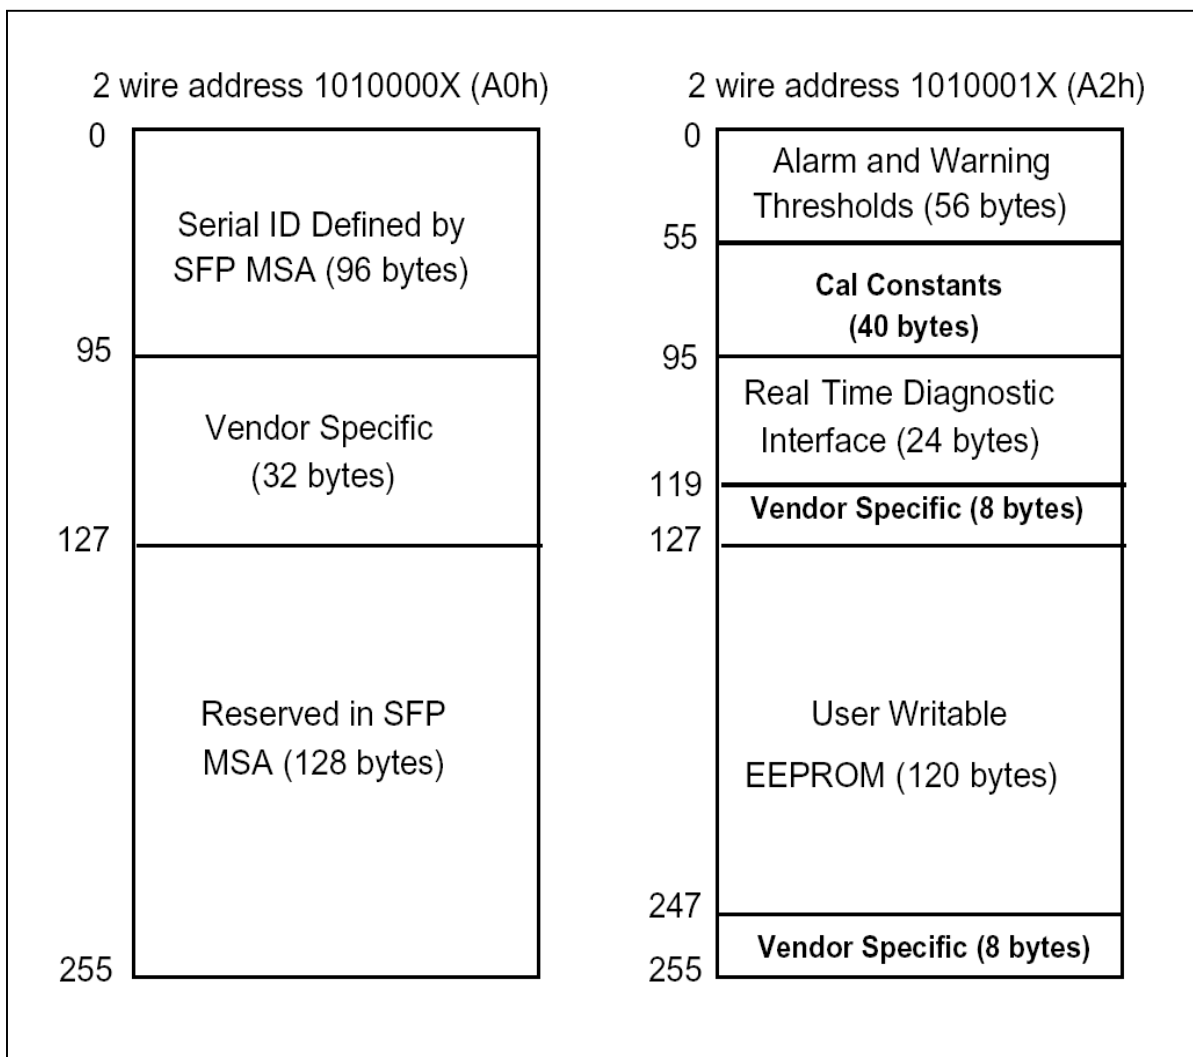 2 wire address 1010000X (A0h)
0
Serial ID Defined by
SFP MSA (96 bytes)
95
Vendor Specific
(32 bytes)
127
Reserved in SFP
MSA (128 bytes)
255
2 wire address 1010001X (A2h)
0
Alarm and Warning
Thresholds (56 bytes)
55
Cal Constants
(40 bytes)
95
Real Time Diagnostic
Interface (24 bytes)
119
Vendor Specific (8 bytes)
127
User Writable
EEPROM (120 bytes)
247
Vendor Specific (8 bytes)
255